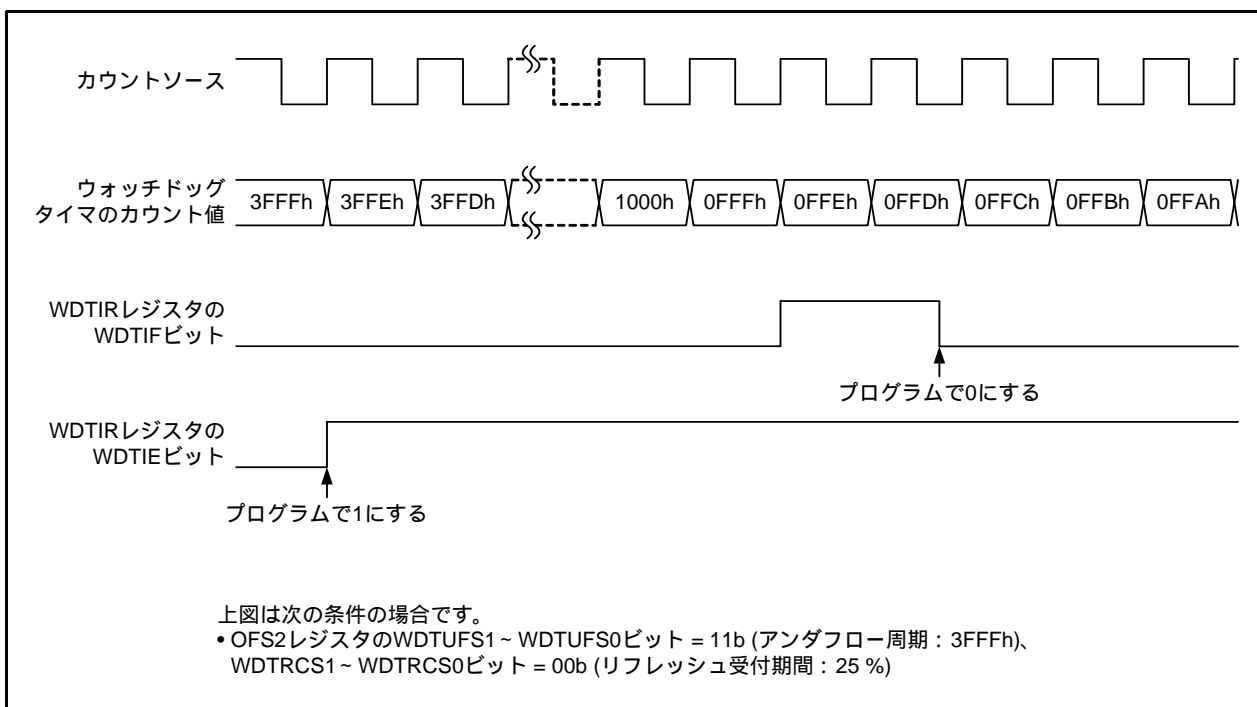 カウントソース
ウォッチドッグ
タイマのカウント値
3FFFh 3FFEh 3FFDh 1000h 0FFFh 0FFEh 0FFDh 0FFCh 0FFBh 0FFAh
WDTIRレジスタの
WDTIFビット
プログラムで0にする
WDTIRレジスタの
WDTIEビット
プログラムで1にする
上図は次の条件の場合です。
• OFS2レジスタのWDTUFS1 ~ WDTUFS0ビット = 11b (アンダフロー周期：3FFFh)、
WDTRCS1 ~ WDTRCS0ビット = 00b (リフレッシュ受付期間：25 %)